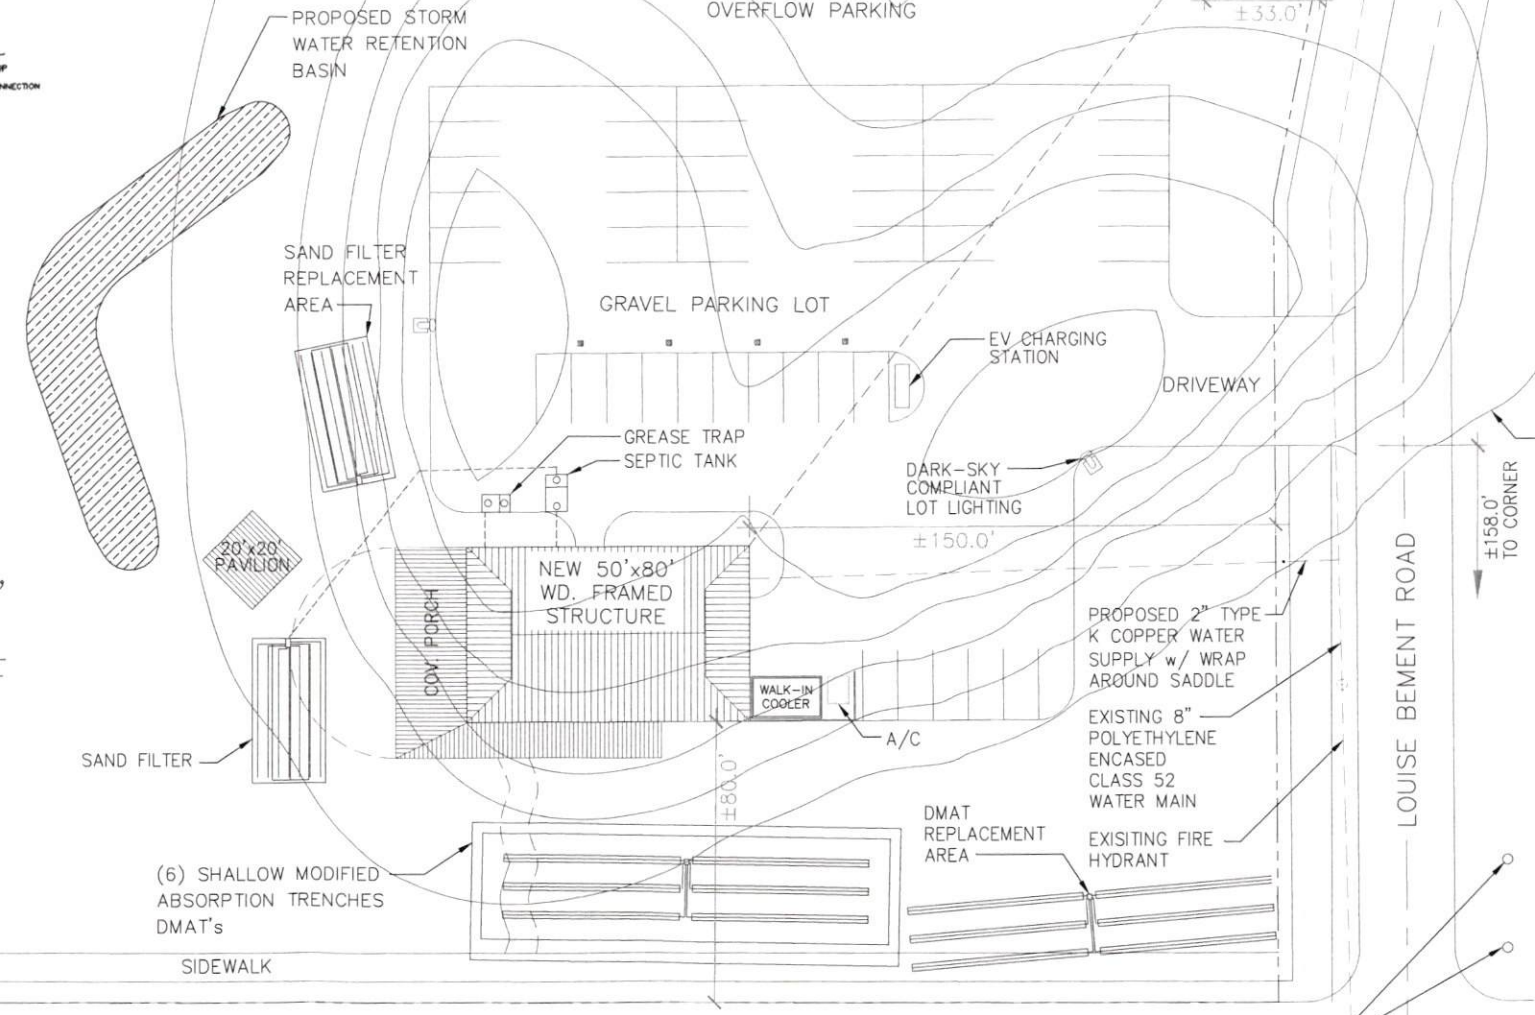 OVERFLOW PARKING
±33.0'
PROPOSED STORM
WATER RETENTION
BASIN
NNECTION
SAND FILTER
REPLACEMENT
AREA
GRAVEL PARKING LOT
EV CHARGING
STATION
DRIVEWAY
GREASE TRAP
SEPTIC TANK
DARK-SKY
COMPLIANT
LOT LIGHTING
±150.0'
±158.0'
TO CORNER
20'x20'
PAVILION
NEW 50'x80'
WD. FRAMED
STRUCTURE
COV. PORCH
PROPOSED 2" TYPE
K COPPER WATER
SUPPLY w/ WRAP
AROUND SADDLE
WALK-IN
COOLER
A/C
EXISTING 8"
POLYETHYLENE
ENCASED
CLASS 52
WATER MAIN
LOUISE BEMENT ROAD
SAND FILTER
±80.0'
DMAT
REPLACEMENT
AREA
EXISITING FIRE
HYDRANT
(6) SHALLOW MODIFIED
ABSORPTION TRENCHES
DMAT's
SIDEWALK